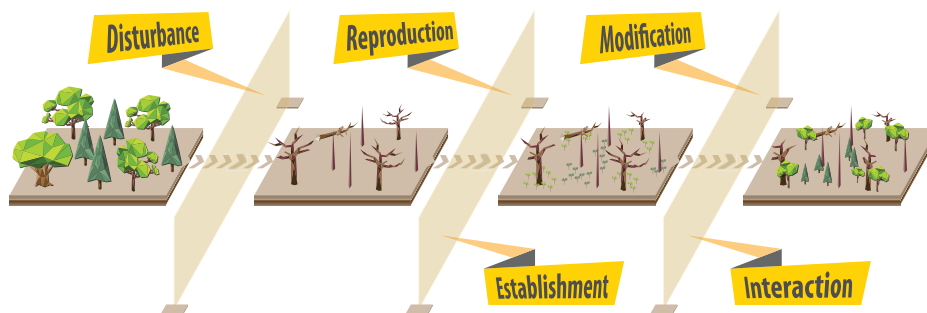 Disturbance
Reproduction
Modification
Establishment
Interaction